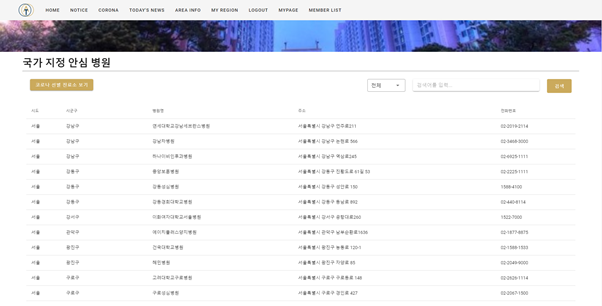 HOME NOTICE CORONA TODAY'S NEWS AREA INFO MY REGION LOGOUT MYPAGE MEMBER LIST
국가 지정 안심 병원
코로나 선별 진료소 보기 전체 검색어를 입력... 검색
시도 시군구 병원명 주소 전화번호
서울 강남구 연세대학교강남세브란스병원 서울특별시 강남구 언주로211 02-2019-2114
서울 강남구 강남차병원 서울특별시 강남구 논현로 566 02-3468-3000
서울 강남구 하나이비인후과병원 서울특별시 강남구 역삼로245 02-6925-1111
서울 강동구 중앙보훈병원 서울특별시 강동구 진황도로 61길 53 02-2225-1111
서울 강동구 강동성심병원 서울특별시 강동구 성안로 150 1588-4100
서울 강동구 강동경희대학교병원 서울특별시 강동구 동남로 892 02-440-8114
서울 강서구 이화여자대학교서울병원 서울특별시 강서구 공항대로260 1522-7000
서울 관악구 에이치플러스양지병원 서울특별시 관악구 남부순환로1636 02-1877-8875
서울 광진구 건국대학교병원 서울특별시 광진구 능동로 120-1 02-1588-1533
서울 광진구 혜민병원 서울특별시 광진구 자양로 85 02-2049-9000
서울 구로구 고려대학교구로병원 서울특별시 구로구 구로동로 148 02-2626-1114
서울 구로구 구로성심병원 서울특별시 구로구 경인로 427 02-2067-1500